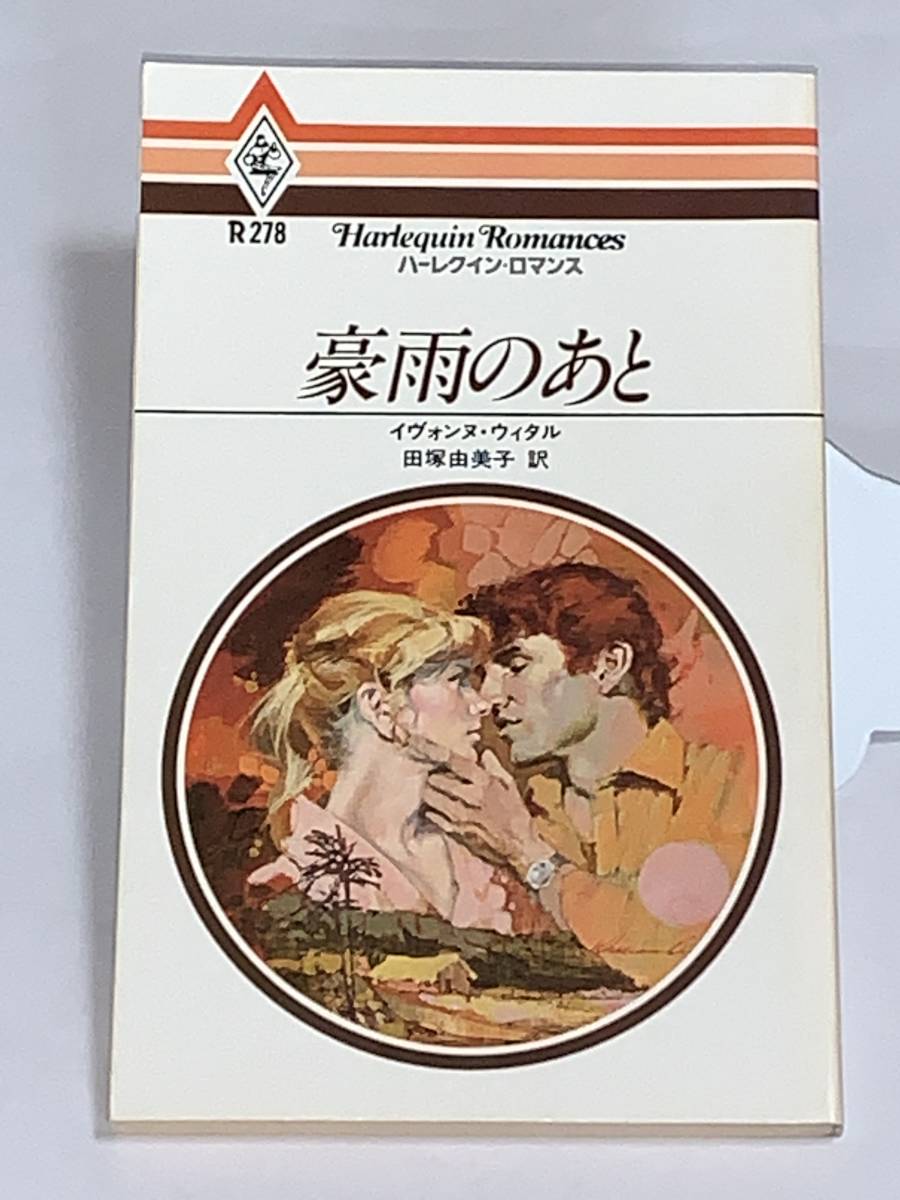 R278
Harlequin Romances
ハーレクイン・ロマンス
豪雨のあと
イヴォンヌ・ウィタル
田塚由美子 訳